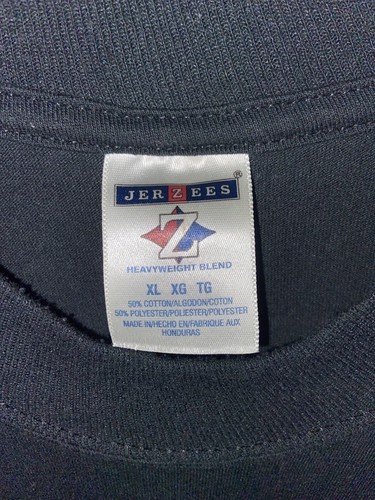 JERZEES®
Z
HEAVYWEIGHT BLEND
XL XG TG
50% COTTON/ALGODON/COTON
50% POLYESTER/POLIESTER/POLYESTER
MADE IN/HECHO EN/FABRIQUE AUX
HONDURAS